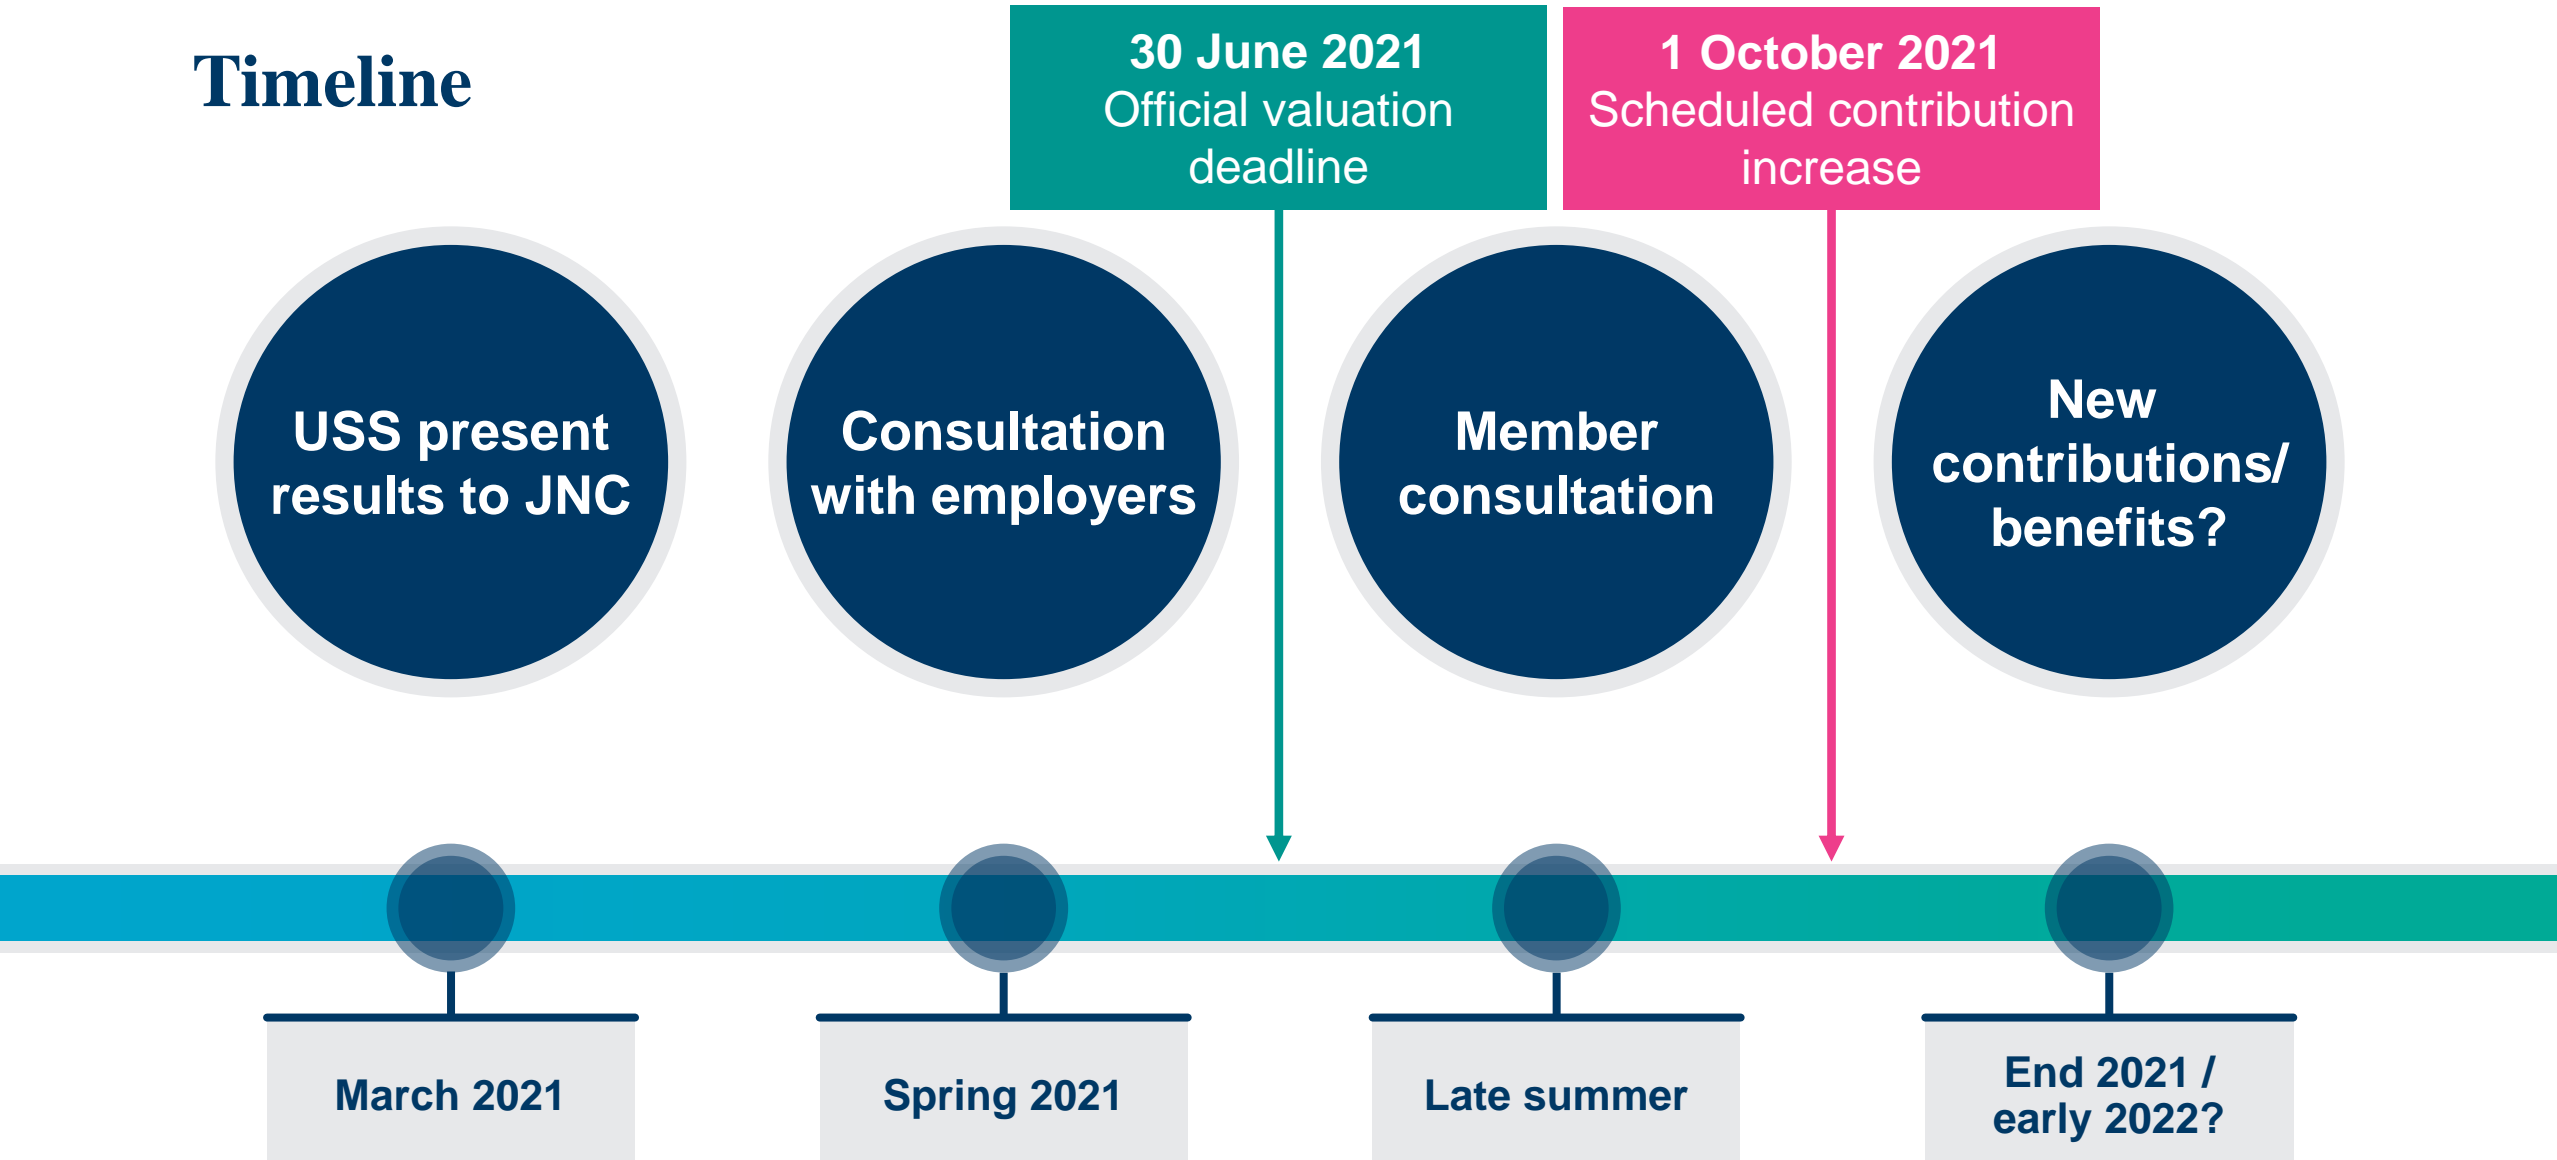 Timeline
30 June 2021
Official valuation
deadline
1 October 2021
Scheduled contribution
increase
USS present
results to JNC
Consultation
with employers
Member
consultation
New
contributions/
benefits?
March 2021
Spring 2021
Late summer
End 2021 /
early 2022?